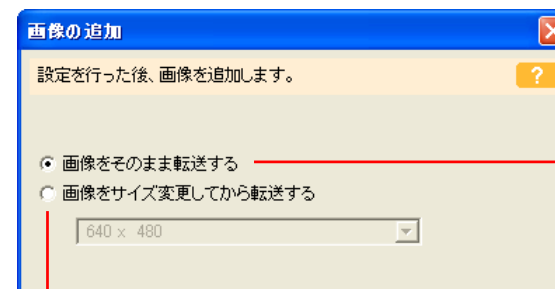 画像の追加
設定を行った後、画像を追加します。
?
画像をそのまま転送する
画像をサイズ変更してから転送する
640 x 480